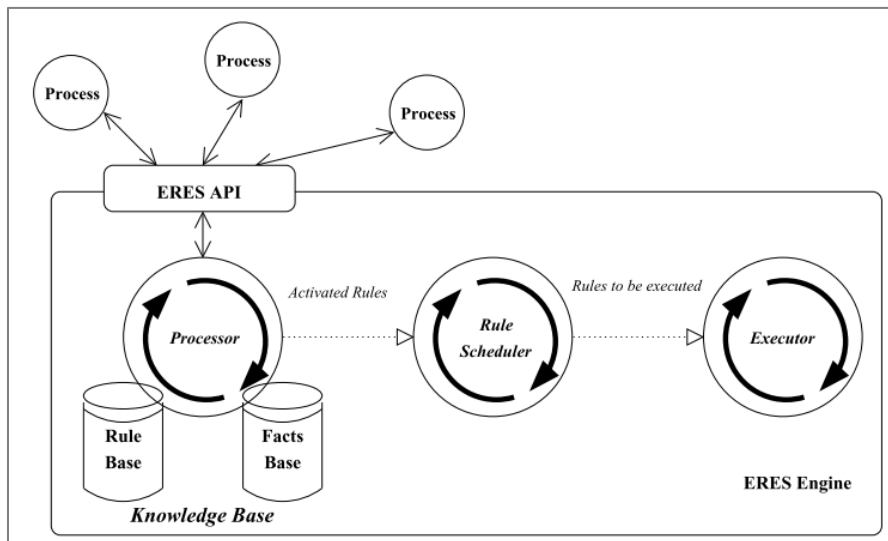 Process
Process
Process
ERES API
Activated Rules
Rules to be executed
Processor
Rule
Scheduler
Executor
Rule
Base
Facts
Base
Knowledge Base
ERES Engine